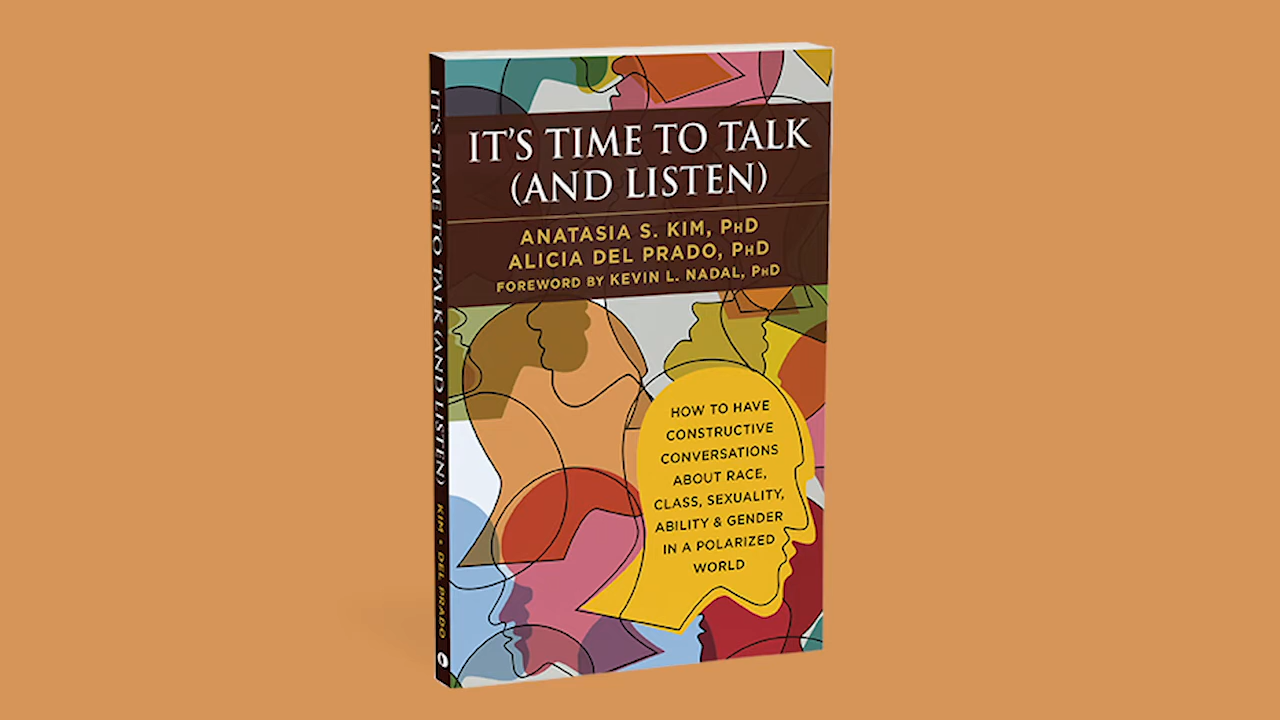 IT'S TIME TO TALK
(AND LISTEN)
ANATASIA S. KIM, PHD
ALICIA DEL PRADO, PHD
FOREWORD BY KEVIN L. NADAL, PHD
HOW TO HAVE
CONSTRUCTIVE
CONVERSATIONS
ABOUT RACE,
CLASS, SEXUALITY,
ABILITY & GENDER
IN A POLARIZED
WORLD
IT'S TIME TO TALK (AND LISTEN) KIM • DEL PRADO